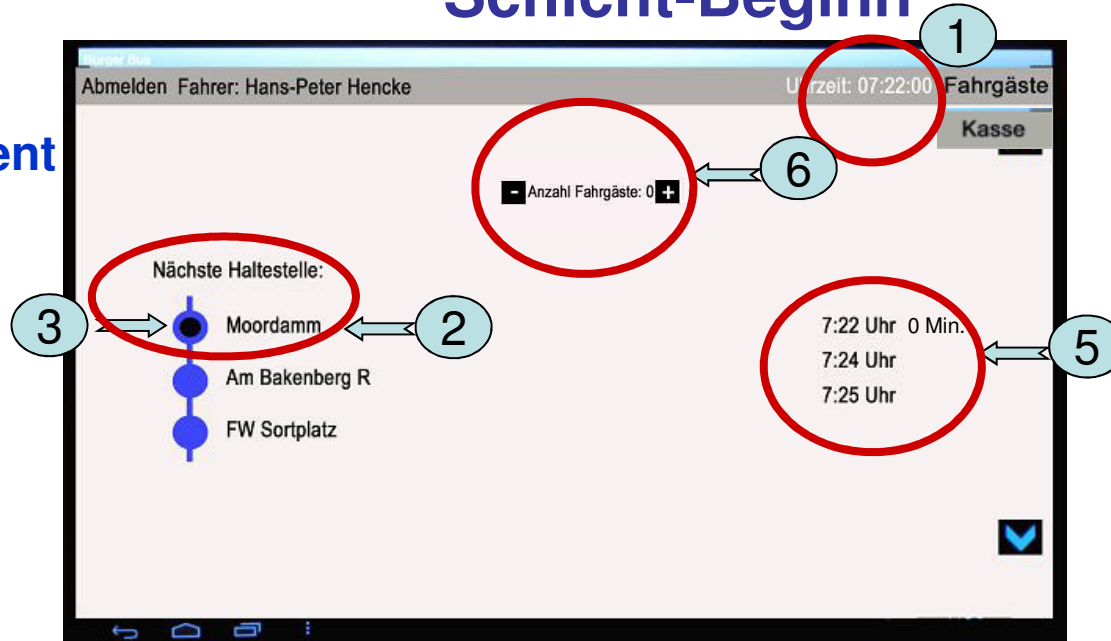 Schicht-Beginn
1
Bürger Bus
Abmelden Fahrer: Hans-Peter Hencke Uhrzeit: 07:22:00 Fahrgäste
Kasse
ent
6
- Anzahl Fahrgäste: 0 +
Nächste Haltestelle:
3 Moordamm 2 7:22 Uhr 0 Min. 5
Am Bakenberg R 7:24 Uhr
FW Sortplatz 7:25 Uhr